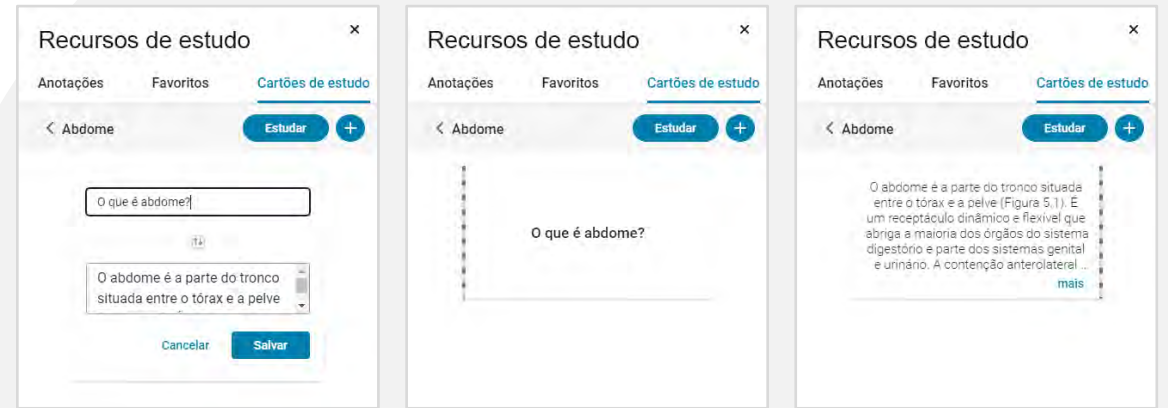 Recursos de estudo ×
Anotações Favoritos Cartões de estudo
< Abdome Estudar +
O que é abdome?
O abdome é a parte do tronco
situada entre o tórax e a pelve
Cancelar Salvar
Recursos de estudo ×
Anotações Favoritos Cartões de estudo
< Abdome Estudar +
O que é abdome?
Recursos de estudo ×
Anotações Favoritos Cartões de estudo
< Abdome Estudar +
O abdome é a parte do tronco situada
entre o tórax e a pelve (Figura 5.1). É
um receptáculo dinâmico e flexível que
abriga a maioria dos órgãos do sistema
digestório e parte dos sistemas genital
e urinário. A contenção anterolateral ...
mais